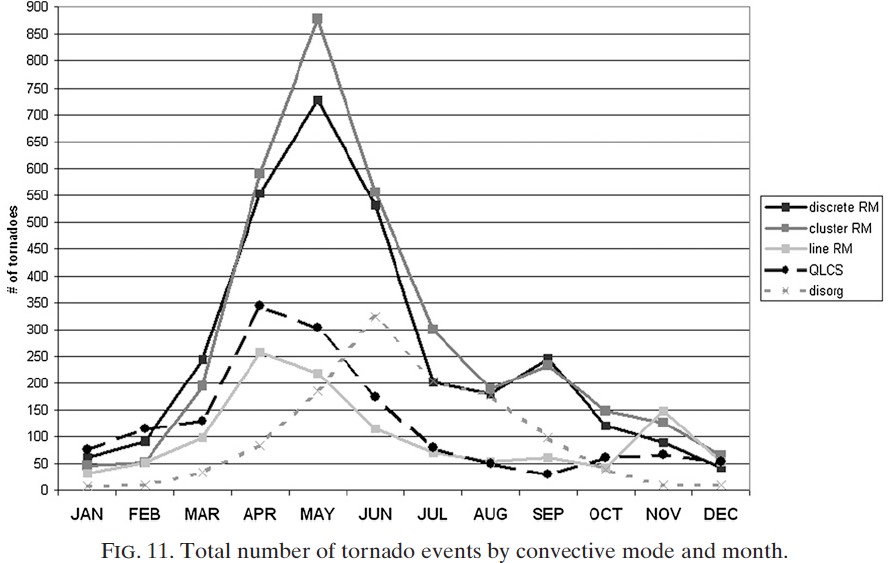 900
850
800
750
700
650
600
550
500
450
400
350
300
250
200
150
100
50
0
# of tornadoes
JAN FEB MAR APR MAY JUN JUL AUG SEP OCT NOV DEC
discrete RM
cluster RM
line RM
QLCS
disorg
FIG. 11. Total number of tornado events by convective mode and month.